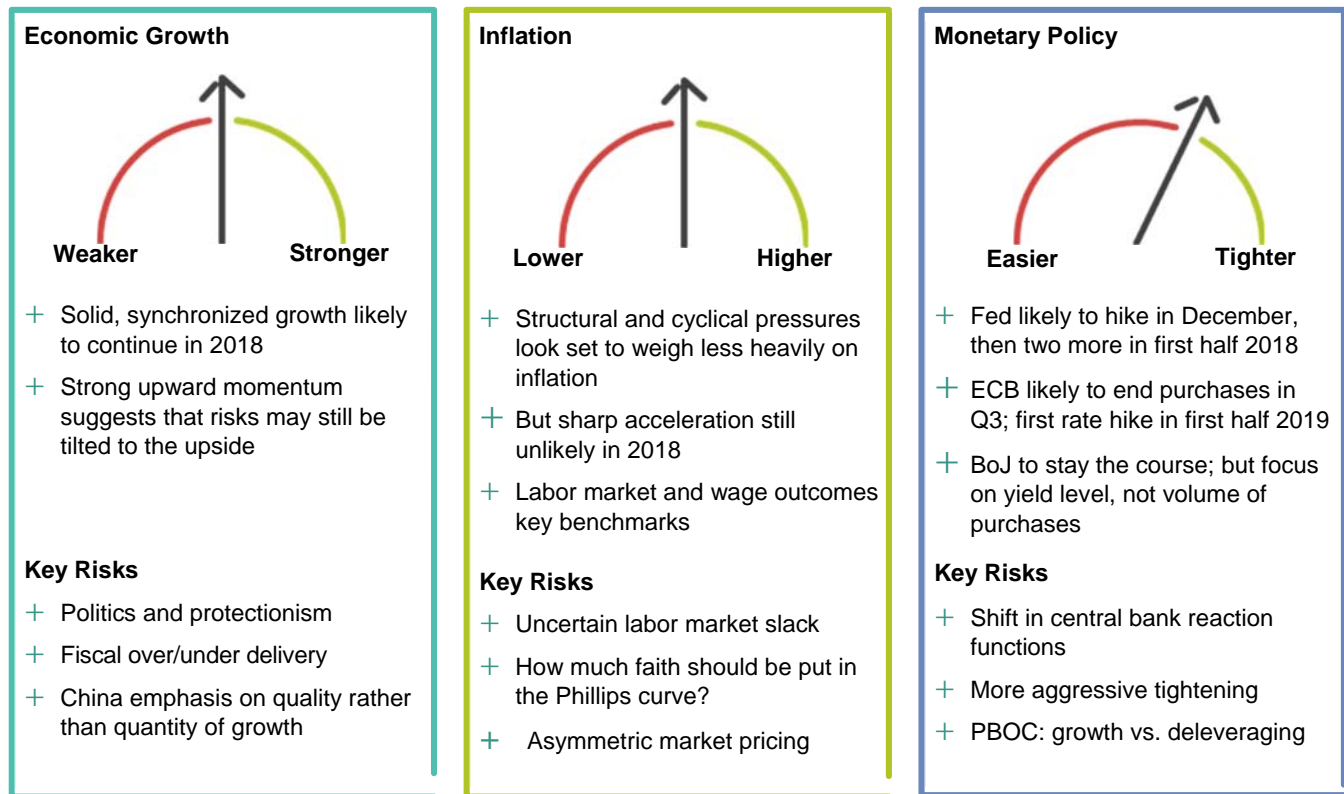 Economic Growth
Weaker
Stronger
+ Solid, synchronized growth likely
to continue in 2018
+ Strong upward momentum
suggests that risks may still be
tilted to the upside
Key Risks
+ Politics and protectionism
+ Fiscal over/under delivery
+ China emphasis on quality rather
than quantity of growth
Inflation
Lower
Higher
+ Structural and cyclical pressures
look set to weigh less heavily on
inflation
+ But sharp acceleration still
unlikely in 2018
+ Labor market and wage outcomes
key benchmarks
Key Risks
+ Uncertain labor market slack
+ How much faith should be put in
the Phillips curve?
+ Asymmetric market pricing
Monetary Policy
Easier
Tighter
+ Fed likely to hike in December,
then two more in first half 2018
+ ECB likely to end purchases in
Q3; first rate hike in first half 2019
+ BoJ to stay the course; but focus
on yield level, not volume of
purchases
Key Risks
+ Shift in central bank reaction
functions
+ More aggressive tightening
+ PBOC: growth vs. deleveraging